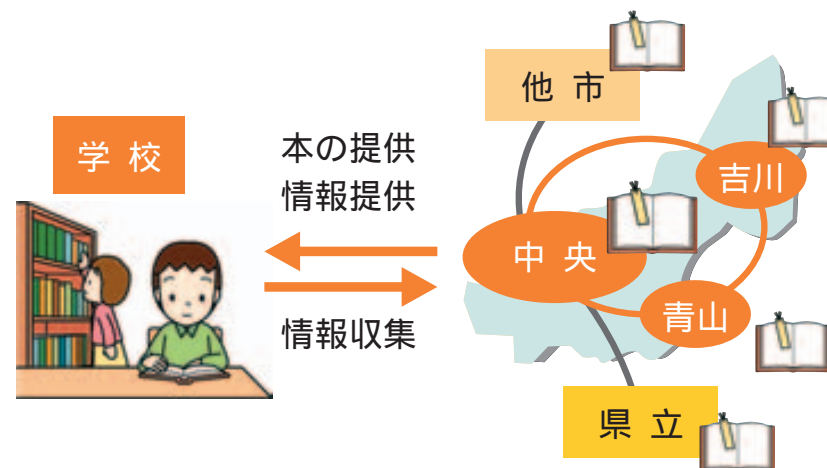 学校
本の提供
情報提供
情報収集
他市
吉川
中央
青山
県立